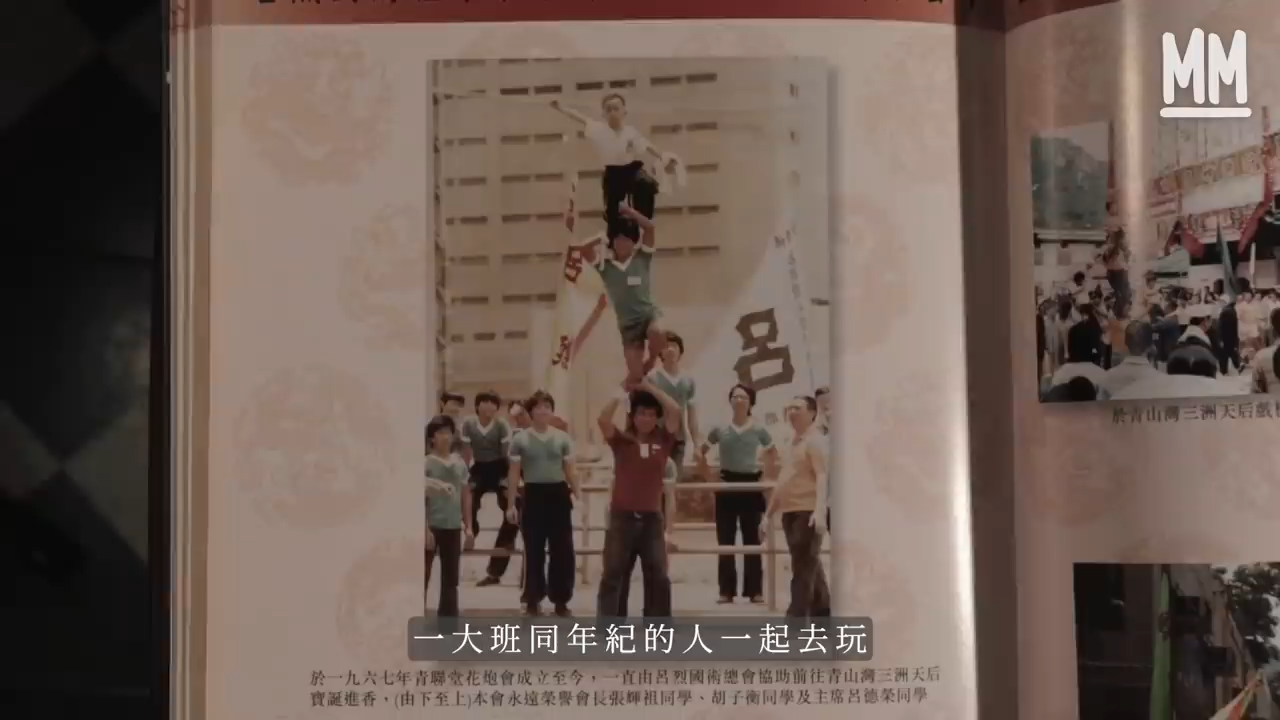 MM
呂
呂
於青山灣三洲天后戲
一大班同年紀的人一起去玩
於一九六七年青聯堂花炮會成立至今，一直由呂烈國術總會協助前往青山灣三洲天后
寶誕進香，(由下至上)本會永遠榮譽會長張輝祖同學、胡子衡同學及主席呂德榮同學